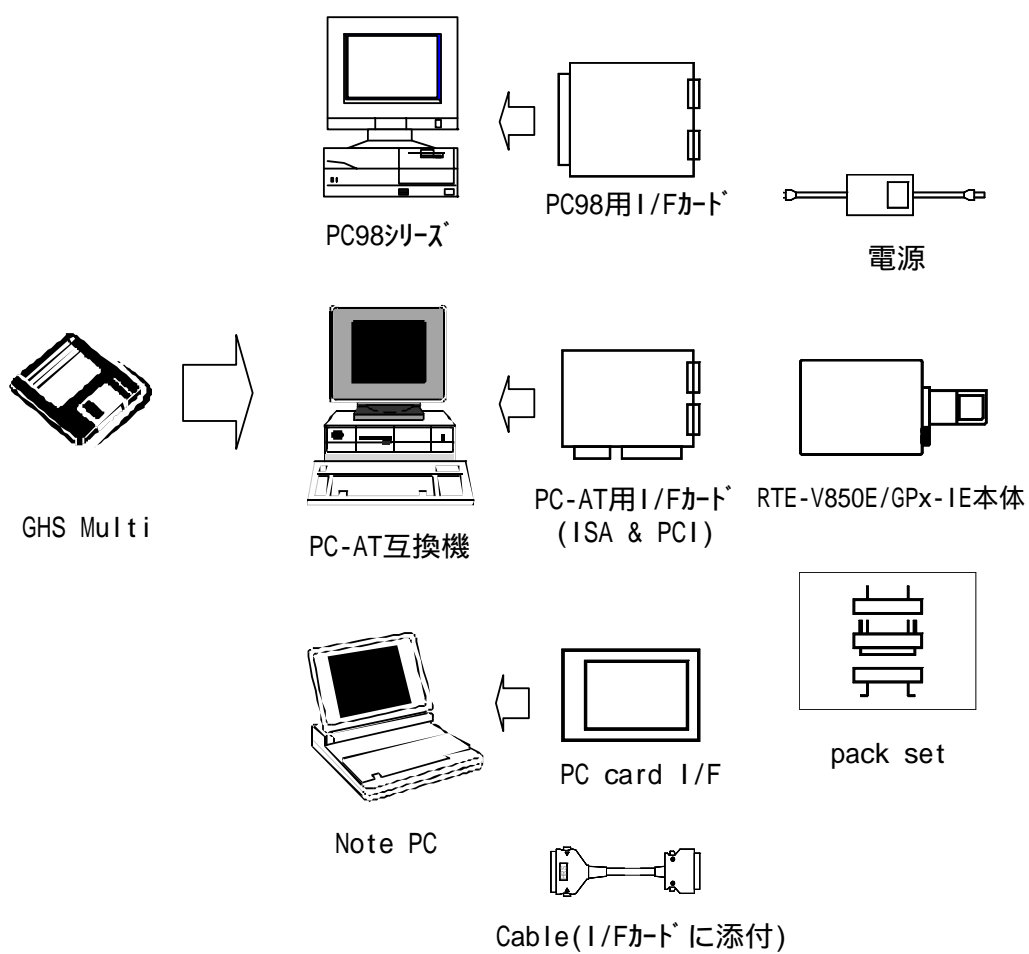 PC98用I/Fｶｰﾄﾞ
PC98ｼﾘｰｽﾞ
電源
GHS Multi
PC-AT互換機
PC-AT用I/Fｶｰﾄﾞ
(ISA & PCI)
RTE-V850E/GPx-IE本体
pack set
PC card I/F
Note PC
Cable(I/Fｶｰﾄﾞに添付)